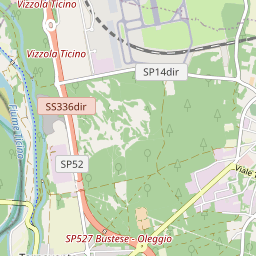 Vizzola Ticino
Vizzola Ticino
SP14dir
SS336dir
Fiume Ticino
SP52
Viale
SP527 Bustese - Oleggio